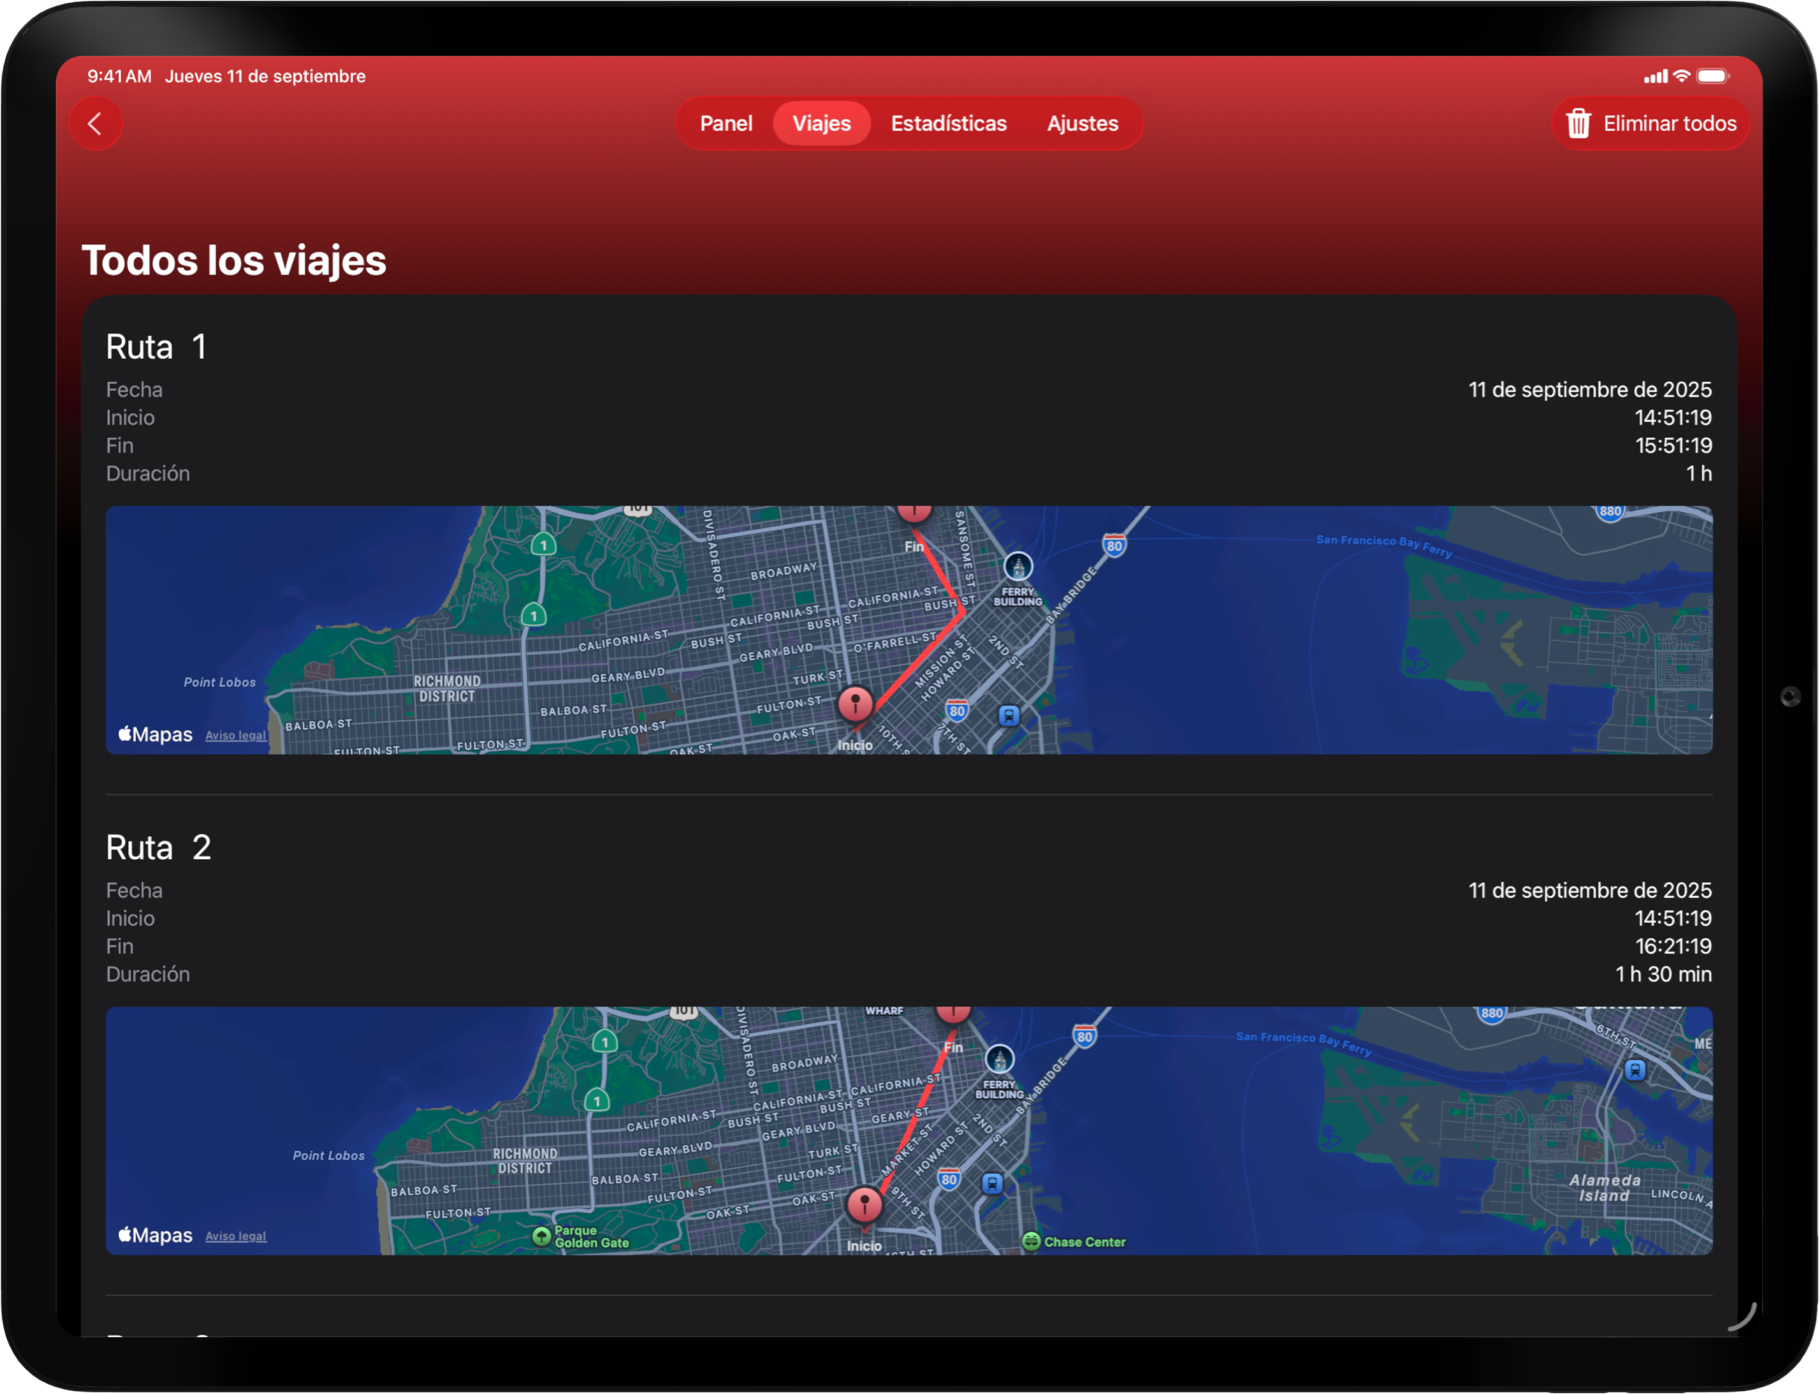 9:41 AM Jueves 11 de septiembre
Panel
Viajes
Estadísticas
Ajustes
Eliminar todos
Todos los viajes
Ruta 1
Fecha 11 de septiembre de 2025
Inicio 14:51:19
Fin 15:51:19
Duración 1 h
101
880
1
DIVISADERO ST
SANSOME ST
Fin
80
San Francisco Bay Ferry
BROADWAY
FERRY
BUILDING
BAY BRIDGE
CALIFORNIA ST
BUSH ST
1
CALIFORNIA ST
BUSH ST
CALIFORNIA ST
BUSH ST
O'FARRELL ST
GEARY BLVD
MISSION ST
HOWARD ST
2ND ST
Point Lobos
RICHMOND
DISTRICT
GEARY BLVD
TURK ST
BALBOA ST
FULTON ST
80
BALBOA ST
FULTON ST
OAK ST
10TH ST
7TH ST
Mapas Aviso legal
FULTON ST
FULTON ST
OAK ST
Inicio
Ruta 2
Fecha 11 de septiembre de 2025
Inicio 14:51:19
Fin 16:21:19
Duración 1 h 30 min
101
WHARF
880
6TH ST
ME
1
DIVISADERO ST
Fin
80
San Francisco Bay Ferry
BROADWAY
FERRY
BUILDING
BAY BRIDGE
CALIFORNIA ST
1
CALIFORNIA ST
BUSH ST
CALIFORNIA ST
BUSH ST
GEARY ST
GEARY BLVD
MARKET ST
HOWARD ST
2ND ST
Point Lobos
RICHMOND
DISTRICT
GEARY BLVD
TURK ST
BALBOA ST
FULTON ST
80
Alameda
Island
LINCOLN A
BALBOA ST
FULTON ST
OAK ST
9TH ST
FULTON ST
OAK ST
Mapas Aviso legal
Parque
Golden Gate
Inicio
Chase Center